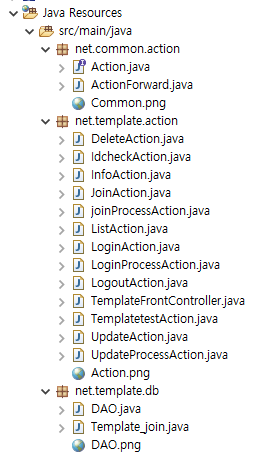 Java Resources
src/main/java
net.common.action
Action.java
ActionForward.java
Common.png
net.template.action
DeleteAction.java
IdcheckAction.java
InfoAction.java
JoinAction.java
joinProcessAction.java
ListAction.java
LoginAction.java
LoginProcessAction.java
LogoutAction.java
TemplateFrontController.java
TemplatetestAction.java
UpdateAction.java
UpdateProcessAction.java
Action.png
net.template.db
DAO.java
Template_join.java
DAO.png